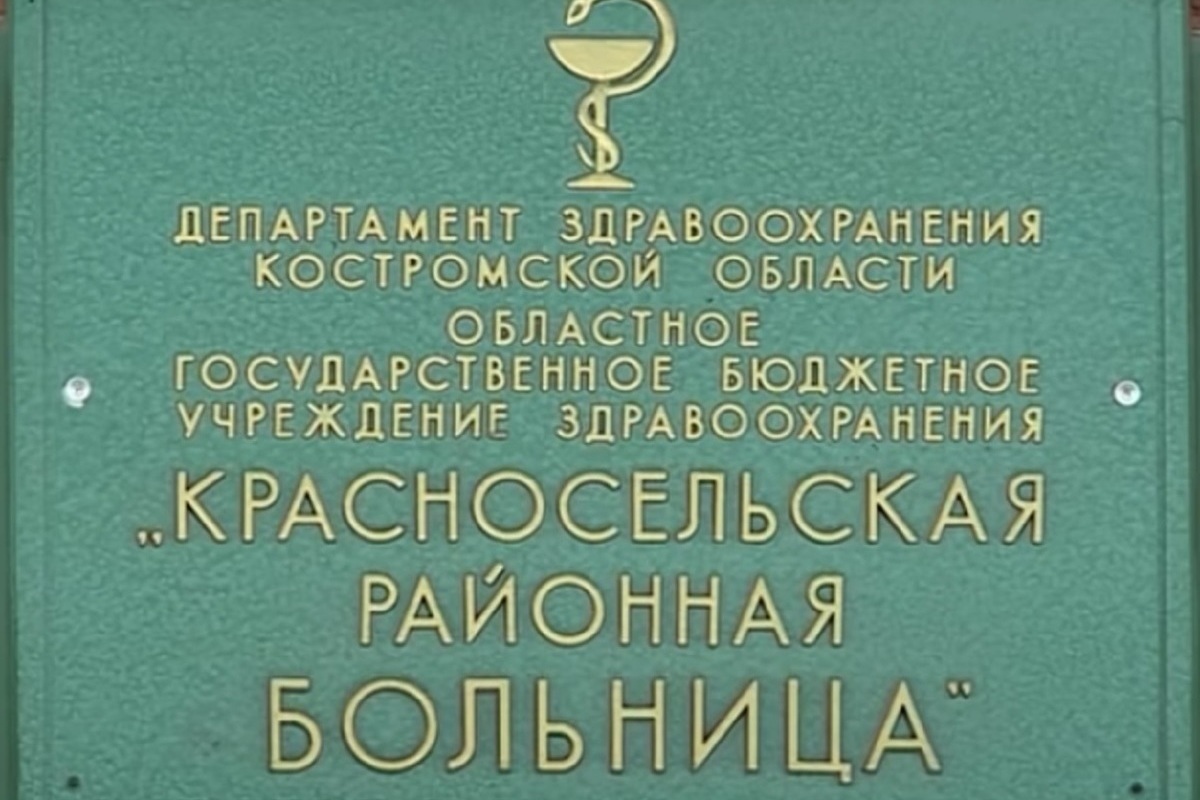 ДЕПАРТАМЕНТ ЗДРАВООХРАНЕНИЯ
КОСТРОМСКОЙ ОБЛАСТИ
ОБЛАСТНОЕ
ГОСУДАРСТВЕННОЕ БЮДЖЕТНОЕ
УЧРЕЖДЕНИЕ ЗДРАВООХРАНЕНИЯ
„КРАСНОСЕЛЬСКАЯ
РАЙОННАЯ
БОЛЬНИЦА"